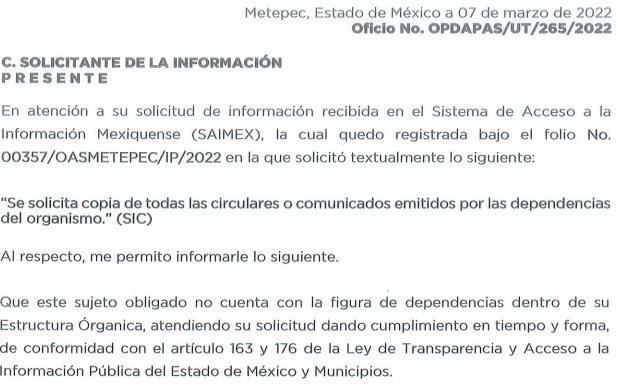 Metepec, Estado de México a 07 de marzo de 2022
Oficio No. OPDAPAS/UT/265/2022
C. SOLICITANTE DE LA INFORMACIÓN
P R E S E N T E
En atención a su solicitud de información recibida en el Sistema de Acceso a la
Información Mexiquense (SAIMEX), la cual quedo registrada bajo el folio No.
00357/OASMETEPEC/IP/2022 en la que solicitó textualmente lo siguiente:
“Se solicita copia de todas las circulares o comunicados emitidos por las dependencias
del organismo.” (SIC)
Al respecto, me permito informarle lo siguiente.
Que este sujeto obligado no cuenta con la figura de dependencias dentro de su
Estructura Órganica, atendiendo su solicitud dando cumplimiento en tiempo y forma,
de conformidad con el artículo 163 y 176 de la Ley de Transparencia y Acceso a la
Información Pública del Estado de México y Municipios.